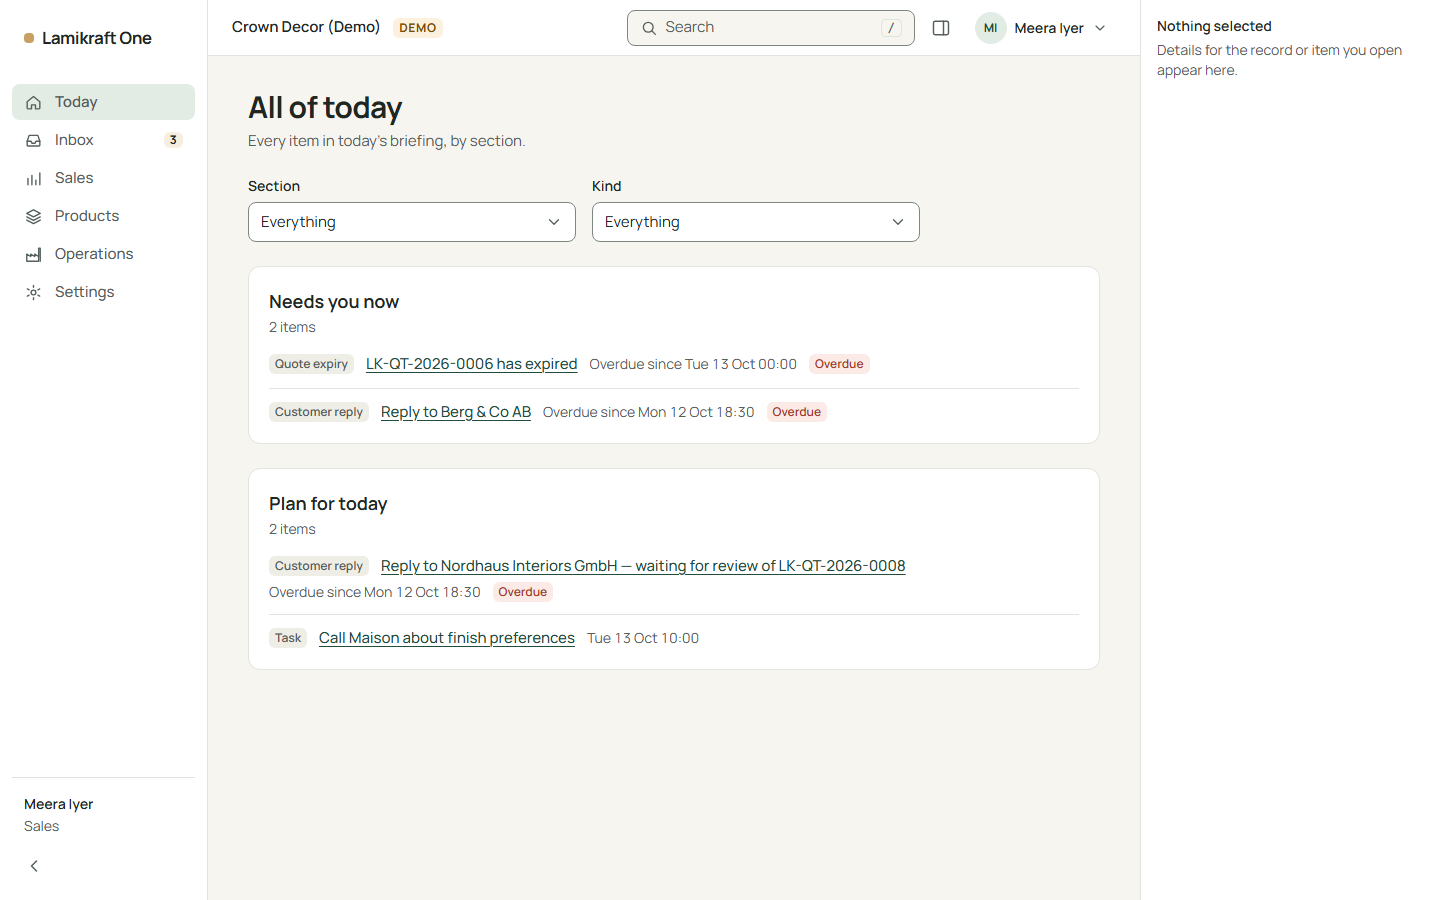 Lamikraft One
Today
Inbox 3
Sales
Products
Operations
Settings
Meera Iyer
Sales
Crown Decor (Demo) DEMO
Search /
MI Meera Iyer
All of today
Every item in today's briefing, by section.
Section
Everything
Kind
Everything
Needs you now
2 items
Quote expiry LK-QT-2026-0006 has expired Overdue since Tue 13 Oct 00:00 Overdue
Customer reply Reply to Berg & Co AB Overdue since Mon 12 Oct 18:30 Overdue
Plan for today
2 items
Customer reply Reply to Nordhaus Interiors GmbH — waiting for review of LK-QT-2026-0008
Overdue since Mon 12 Oct 18:30 Overdue
Task Call Maison about finish preferences Tue 13 Oct 10:00
Nothing selected
Details for the record or item you open
appear here.